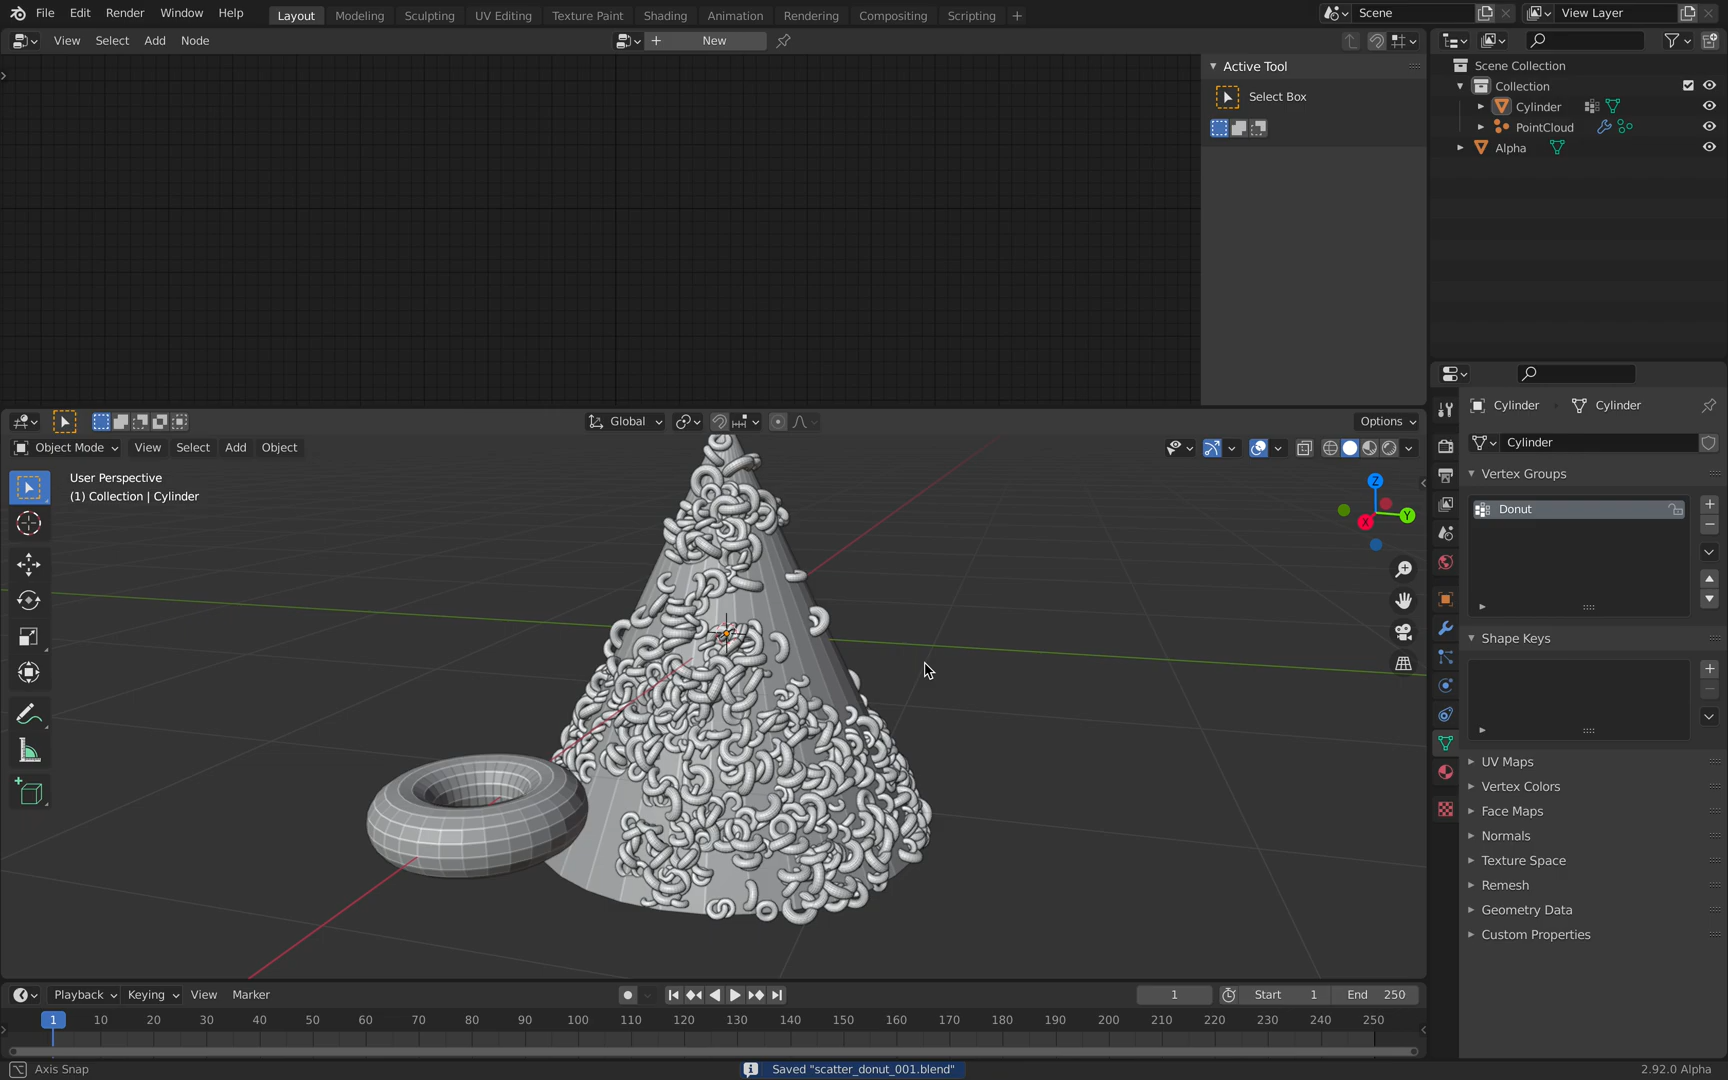 File Edit Render Window Help Layout Modeling Sculpting UV Editing Texture Paint Shading Animation Rendering Compositing Scripting + Scene View Layer
View Select Add Node + New
Active Tool
Select Box
Scene Collection
Collection
Cylinder
PointCloud
Alpha
Global Options
Object Mode View Select Add Object
User Perspective
(1) Collection | Cylinder
Z
Y
X
Cylinder Cylinder
Cylinder
Vertex Groups
Donut
Shape Keys
UV Maps
Vertex Colors
Face Maps
Normals
Texture Space
Remesh
Geometry Data
Custom Properties
Playback Keying View Marker 1 Start 1 End 250
1 10 20 30 40 50 60 70 80 90 100 110 120 130 140 150 160 170 180 190 200 210 220 230 240 250
Axis Snap Saved "scatter_donut_001.blend" 2.92.0 Alpha